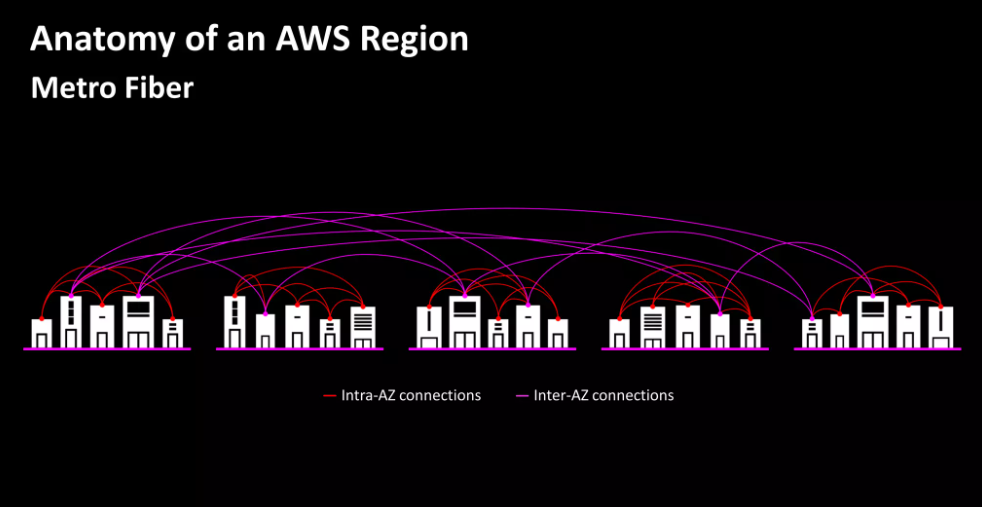 Anatomy of an AWS Region
Metro Fiber
Intra-AZ connections
Inter-AZ connections